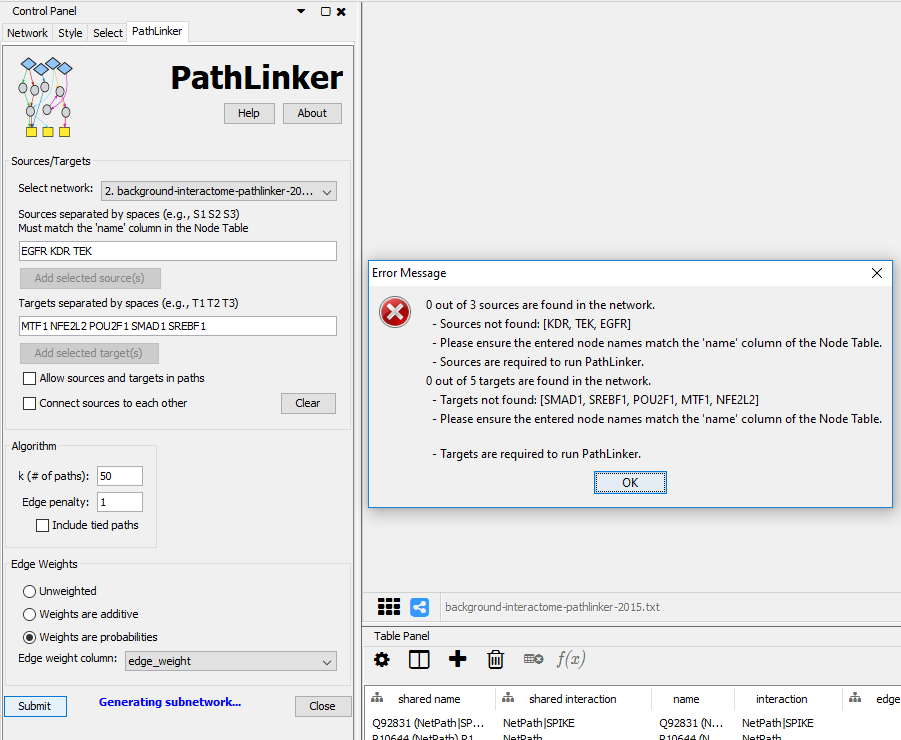 Control Panel
Network Style Select PathLinker
PathLinker
Help About
Sources/Targets
Select network: 2. background-interactome-pathlinker-20...
Sources separated by spaces (e.g., S1 S2 S3)
Must match the 'name' column in the Node Table
EGFR KDR TEK
Add selected source(s)
Targets separated by spaces (e.g., T1 T2 T3)
MTF1 NFE2L2 POU2F1 SMAD1 SREBF1
Add selected target(s)
Allow sources and targets in paths
Connect sources to each other
Clear
Algorithm
k (# of paths): 50
Edge penalty: 1
Include tied paths
Edge Weights
Unweighted
Weights are additive
Weights are probabilities
Edge weight column: edge_weight
Submit Generating subnetwork... Close
Error Message
0 out of 3 sources are found in the network.
- Sources not found: [KDR, TEK, EGFR]
- Please ensure the entered node names match the 'name' column of the Node Table.
- Sources are required to run PathLinker.
0 out of 5 targets are found in the network.
- Targets not found: [SMAD1, SREBF1, POU2F1, MTF1, NFE2L2]
- Please ensure the entered node names match the 'name' column of the Node Table.
- Targets are required to run PathLinker.
OK
background-interactome-pathlinker-2015.txt
Table Panel
f(x)
shared name shared interaction name interaction edge
Q92831 (NetPath|SP... NetPath|SPIKE Q92831 (N... NetPath|SPIKE
P10644 (NetPath) P1 NetPath P10644 (N NetPath